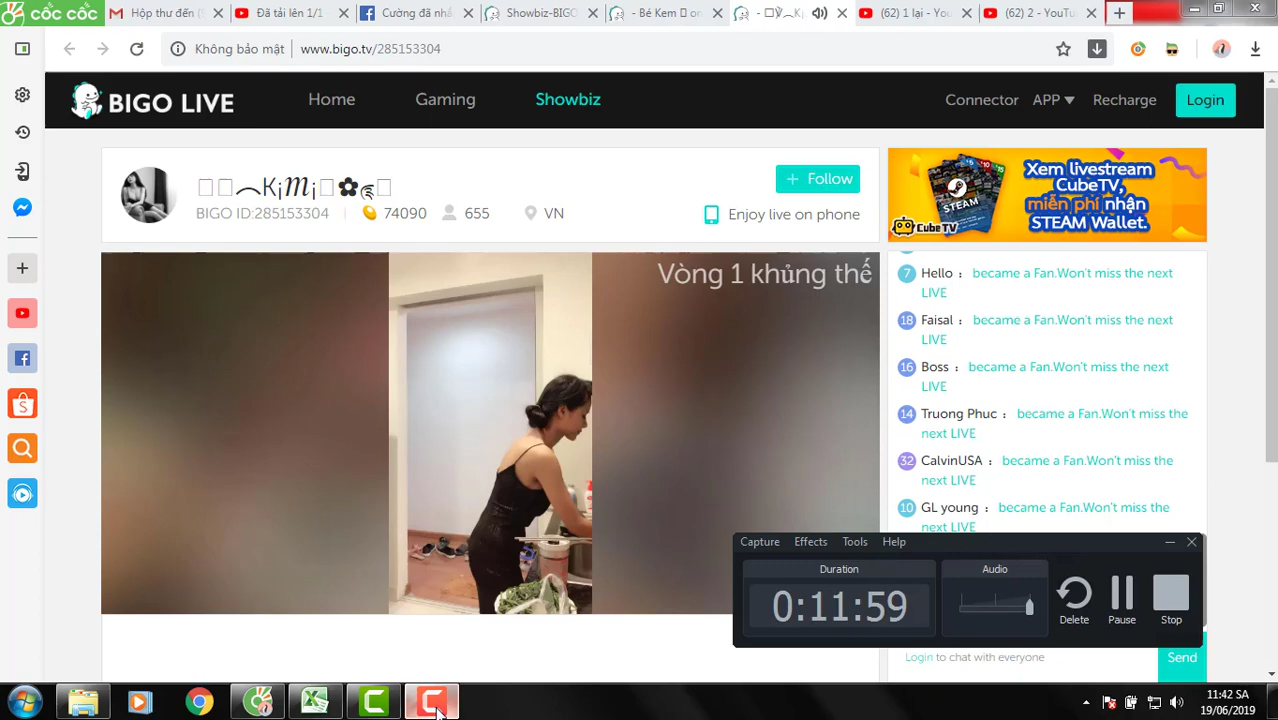 cốc cốc
Hộp thư đến (
Đã tải lên 1/1
Cường đã nhắ
Showbiz-BIGO
- Bé Kem
(62) 1 lại - You
(62) 2 - YouTu
Không bảo mật
www.bigo.tv/285153304
BIGO LIVE
Home
Gaming
Showbiz
Connector
APP
Recharge
Login
+ Follow
BIGO ID:285153304
74090
655
VN
Enjoy live on phone
Xem livestream
CubeTV,
miễn phí nhận
STEAM Wallet.
STEAM
CubeTV
Vòng 1 khủng thế
7 Hello : became a Fan.Won't miss the next
LIVE
18 Faisal : became a Fan.Won't miss the next
LIVE
16 Boss : became a Fan.Won't miss the next
LIVE
14 Truong Phuc : became a Fan.Won't miss the
next LIVE
32 CalvinUSA : became a Fan.Won't miss the
next LIVE
10 GL young : became a Fan.Won't miss the
next LIVE
Capture
Effects
Tools
Help
Duration
Audio
0:11:59
Delete
Pause
Stop
Login to chat with everyone
Send
11:42 SA
19/06/2019